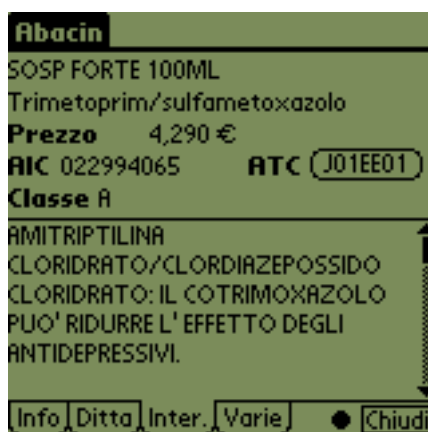 Abacin
SOSP FORTE 100ML
Trimetoprim/sulfametoxazolo
Prezzo 4,290 €
AIC 022994065 ATC J01EE01
Classe A
AMITRIPTILINA
CLORIDRATO/CLORDIAZEPOSSIDO
CLORIDRATO: IL COTRIMOXAZOLO
PUO' RIDURRE L' EFFETTO DEGLI
ANTIDEPRESSIVI.
Info Ditta Inter. Varie Chiudi